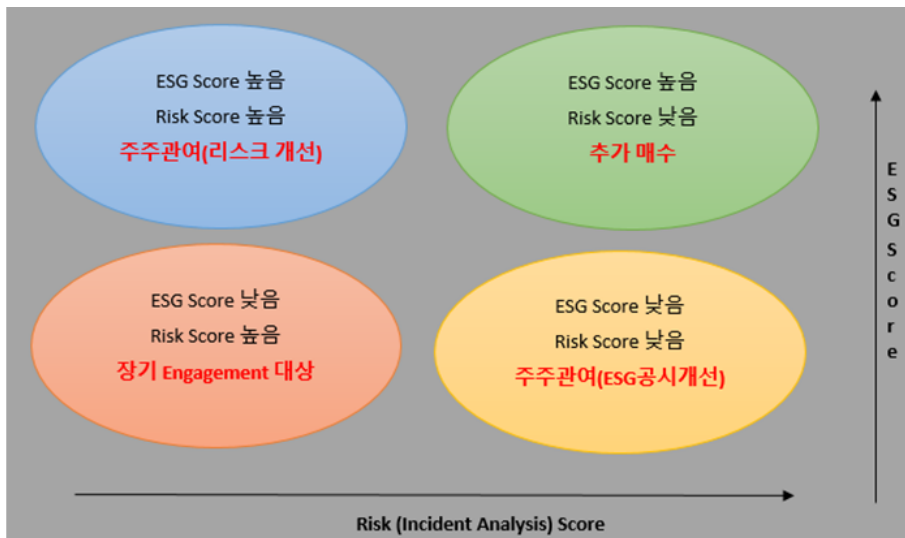 ESG Score 높음
Risk Score 높음
주주관여(리스크 개선)
ESG Score 높음
Risk Score 낮음
추가 매수
ESG Score 낮음
Risk Score 높음
장기 Engagement 대상
ESG Score 낮음
Risk Score 낮음
주주관여(ESG공시개선)
ESG Score
Risk (Incident Analysis) Score